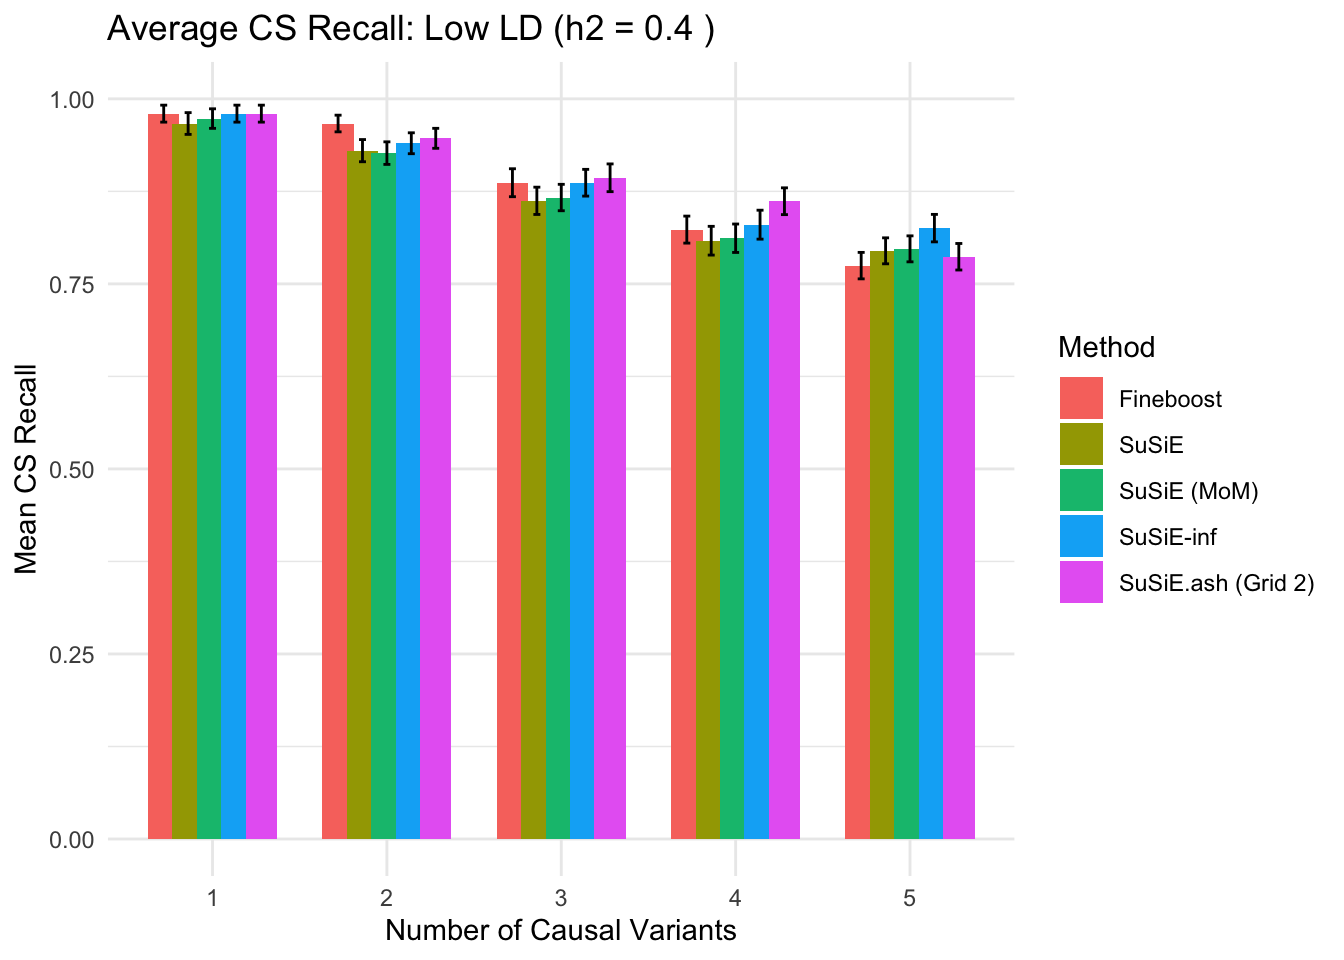 Average CS Recall: Low LD (h2 = 0.4 )
1.00
0.75
0.50
0.25
0.00
Mean CS Recall
1 2 3 4 5
Number of Causal Variants
Method
Fineboost
SuSiE
SuSiE (MoM)
SuSiE-inf
SuSiE.ash (Grid 2)